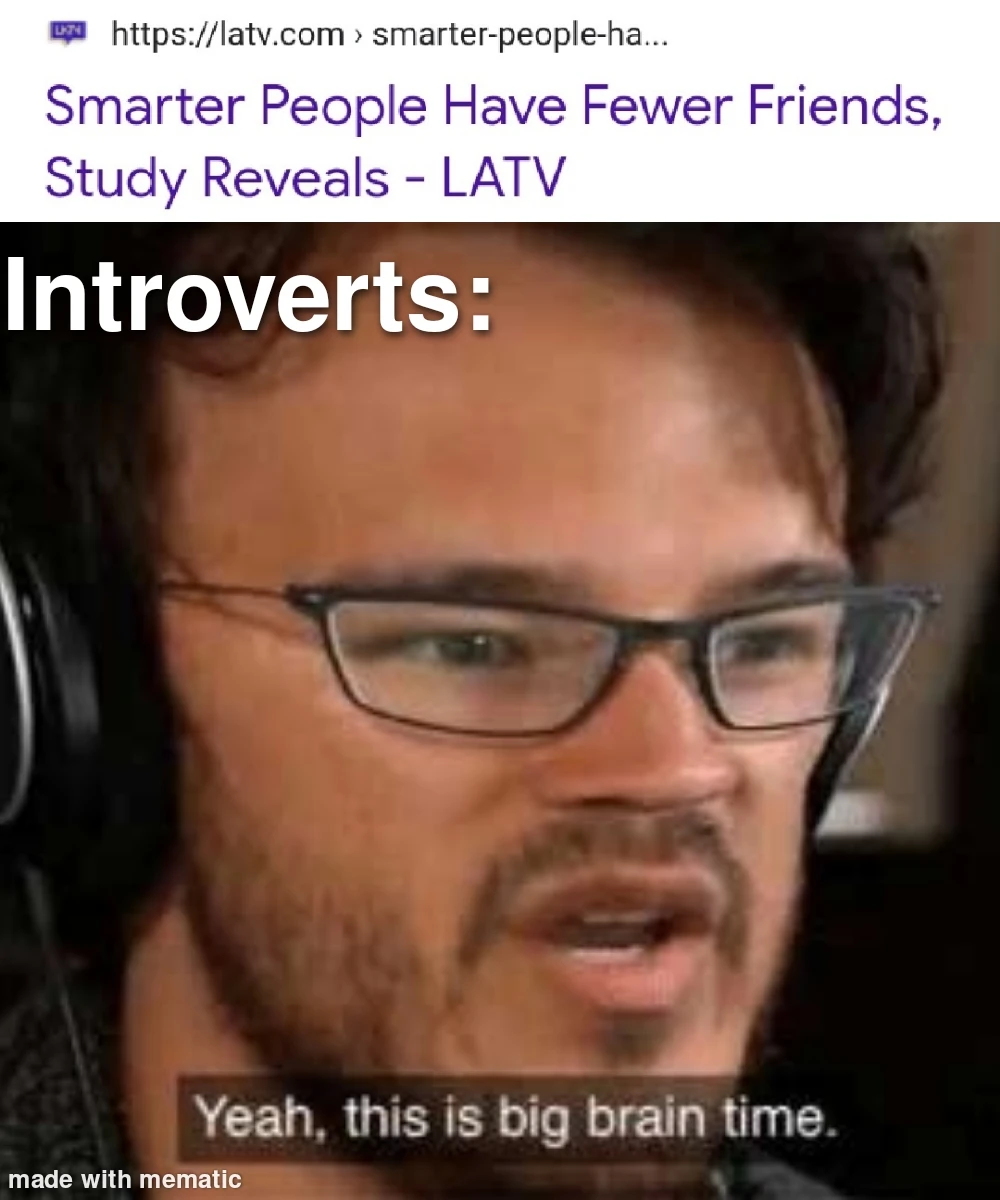 https://latv.com › smarter-people-ha...
Smarter People Have Fewer Friends,
Study Reveals - LATV
Introverts:
Yeah, this is big brain time.
made with mematic